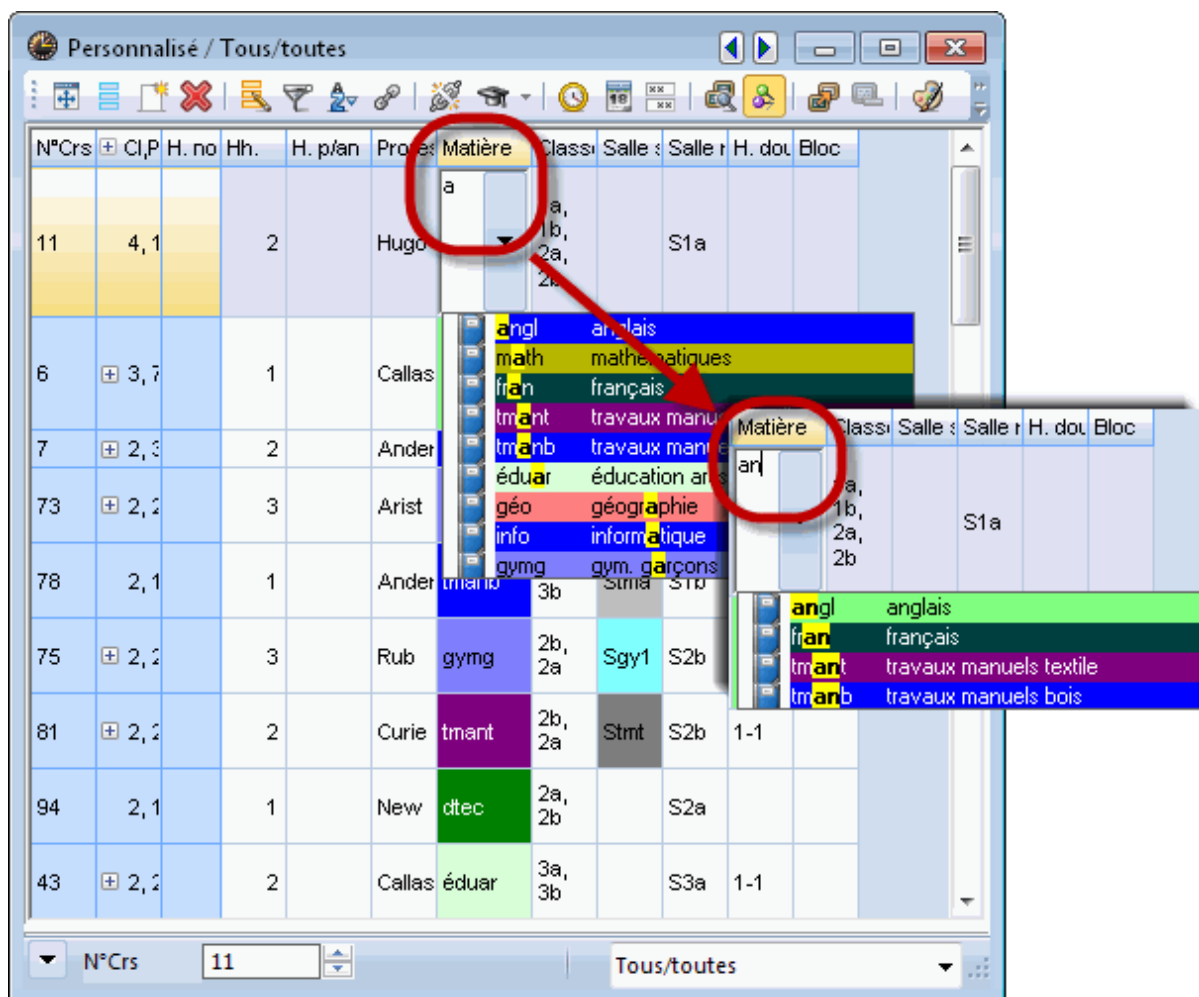 Personnalisé / Tous/toutes
N°Crs Cl,P H. no Hh. H. p/an Profes Matière Class Salle s Salle r H. dou Bloc
11 4, 1 2 Hugo a 1b, 2a, 2b S1a
angl anglais
math mathématiques
6 3, 7 1 Callas fran français
tmant travaux manu
7 2, 3 2 Ander tmanb travaux manue
éduar éducation arts
73 2, 2 3 Arist géo géographie
info informatique
gymg gym. garçons
78 2, 1 1 Ander tmanb 3b Stma S1b
75 2, 2 3 Rub gymg 2b, 2a Sgy1 S2b
81 2, 2 2 Curie tmant 2b, 2a Stmt S2b 1-1
94 2, 1 1 New dtec 2a, 2b S2a
43 2, 2 2 Callas éduar 3a, 3b S3a 1-1
Matière Class Salle s Salle r H. dou Bloc
an 1b, 2a, 2b S1a
angl anglais
fran français
tmant travaux manuels textile
tmanb travaux manuels bois
N°Crs 11 Tous/toutes